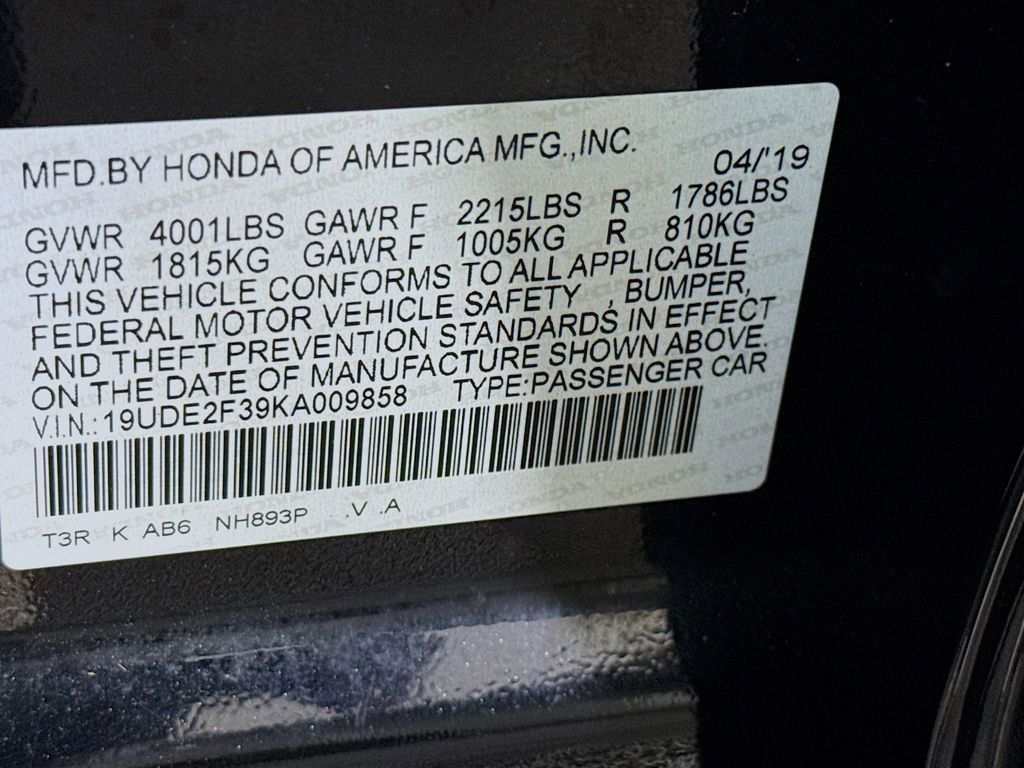 MFD.BY HONDA OF AMERICA MFG.,INC. 04/'19
GVWR 4001LBS GAWR F 2215LBS R 1786LBS
GVWR 1815KG GAWR F 1005KG R 810KG
THIS VEHICLE CONFORMS TO ALL APPLICABLE
FEDERAL MOTOR VEHICLE SAFETY , BUMPER,
AND THEFT PREVENTION STANDARDS IN EFFECT
ON THE DATE OF MANUFACTURE SHOWN ABOVE.
V.I.N.:19UDE2F39KA009858 TYPE:PASSENGER CAR
T3R K AB6 NH893P .V .A